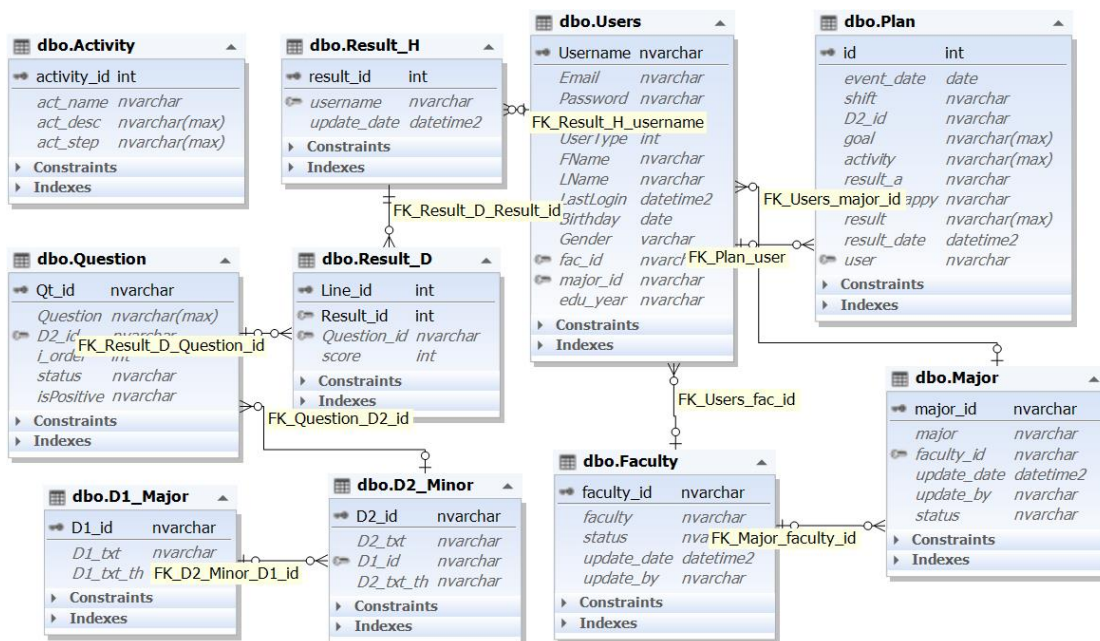 dbo.Activity
activity_id int
act_name nvarchar
act_desc nvarchar(max)
act_step nvarchar(max)
Constraints
Indexes
dbo.Result_H
result_id int
username nvarchar
update_date datetime2
Constraints
Indexes
FK_Result_H_username
dbo.Users
Username nvarchar
Email nvarchar
Password nvarchar
UserType int
FName nvarchar
LName nvarchar
LastLogin datetime2
Birthday date
Gender varchar
fac_id
major_id nvarchar
edu_year nvarchar
Constraints
Indexes
dbo.Plan
id int
event_date date
shift nvarchar
D2_id nvarchar
goal nvarchar(max)
activity nvarchar(max)
result_a nvarchar
nvarchar
result nvarchar(max)
result_date datetime2
user nvarchar
Constraints
Indexes
FK_Users_major_id
FK_Plan_user
FK_Result_D_Result_id
dbo.Question
Qt_id nvarchar
Question nvarchar(max)
D2_id nvarchar
i_order int
status nvarchar
isPositive nvarchar
Constraints
Indexes
FK_Result_D_Question_id
dbo.Result_D
Line_id int
Result_id int
Question_id nvarchar
score int
Constraints
Indexes
FK_Question_D2_id
FK_Users_fac_id
dbo.Major
major_id nvarchar
major nvarchar
faculty_id nvarchar
update_date datetime2
update_by nvarchar
status nvarchar
Constraints
Indexes
dbo.D1_Major
D1_id nvarchar
D1_txt nvarchar
D1_txt_th
Constraints
Indexes
FK_D2_Minor_D1_id
dbo.D2_Minor
D2_id nvarchar
D2_txt nvarchar
D1_id nvarchar
D2_txt_th nvarchar
Constraints
Indexes
dbo.Faculty
faculty_id nvarchar
faculty nvarchar
status
update_date datetime2
update_by nvarchar
Constraints
Indexes
FK_Major_faculty_id